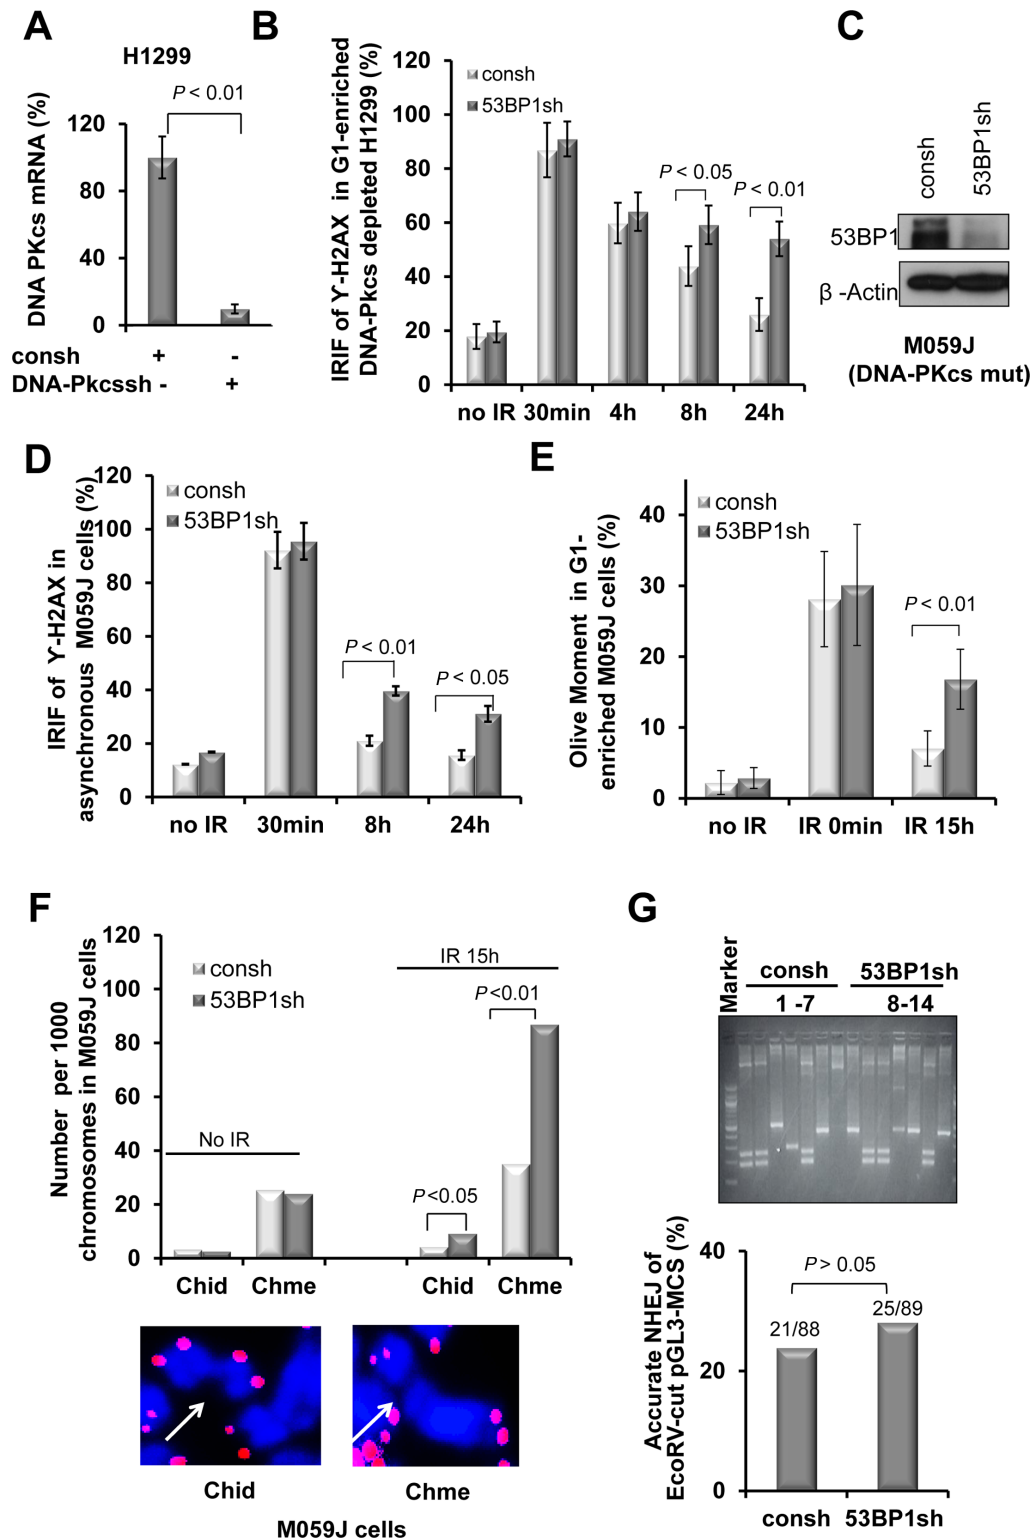 A
H1299
P < 0.01
DNA PKcs mRNA (%)
120
80
40
0
consh + -
DNA-Pkcssh - +
B
IRIF of ϒ-H2AX in G1-enriched
DNA-Pkcs depleted H1299 (%)
120
100
80
60
40
20
0
consh
53BP1sh
P < 0.05
P < 0.01
no IR 30min 4h 8h 24h
C
consh
53BP1sh
53BP1
β -Actin
M059J
(DNA-PKcs mut)
D
IRIF of ϒ-H2AX in
asynchronous M059J cells (%)
120
100
80
60
40
20
0
consh
53BP1sh
P < 0.01
P < 0.05
no IR 30min 8h 24h
E
Olive Moment in G1-
enriched M059J cells (%)
40
30
20
10
0
consh
53BP1sh
P < 0.01
no IR IR 0min IR 15h
F
Number per 1000
chromosomes in M059J cells
120
100
80
60
40
20
0
consh
53BP1sh
No IR
IR 15h
P<0.05
P<0.01
Chid Chme Chid Chme
Chid Chme
M059J cells
G
Marker
consh 53BP1sh
1 -7 8-14
Accurate NHEJ of
EcoRV-cut pGL3-MCS (%)
40
20
0
P > 0.05
21/88
25/89
consh 53BP1sh